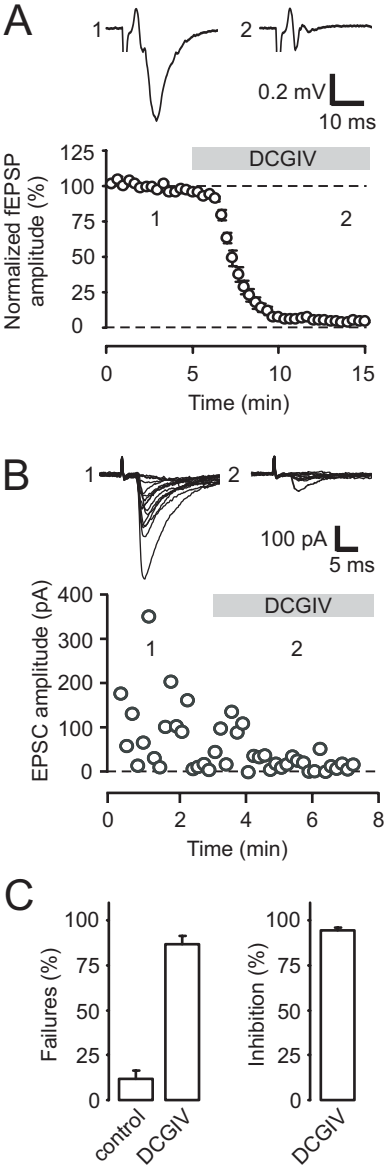 A
1
2
0.2 mV
10 ms
Normalized fEPSP
amplitude (%)
125
100
75
50
25
0
DCGIV
1
2
0
5
10
15
Time (min)
B
1
2
100 pA
5 ms
EPSC amplitude (pA)
400
300
200
100
0
DCGIV
1
2
0
2
4
6
8
Time (min)
C
Failures (%)
100
75
50
25
0
control
DCGIV
Inhibition (%)
100
75
50
25
0
DCGIV